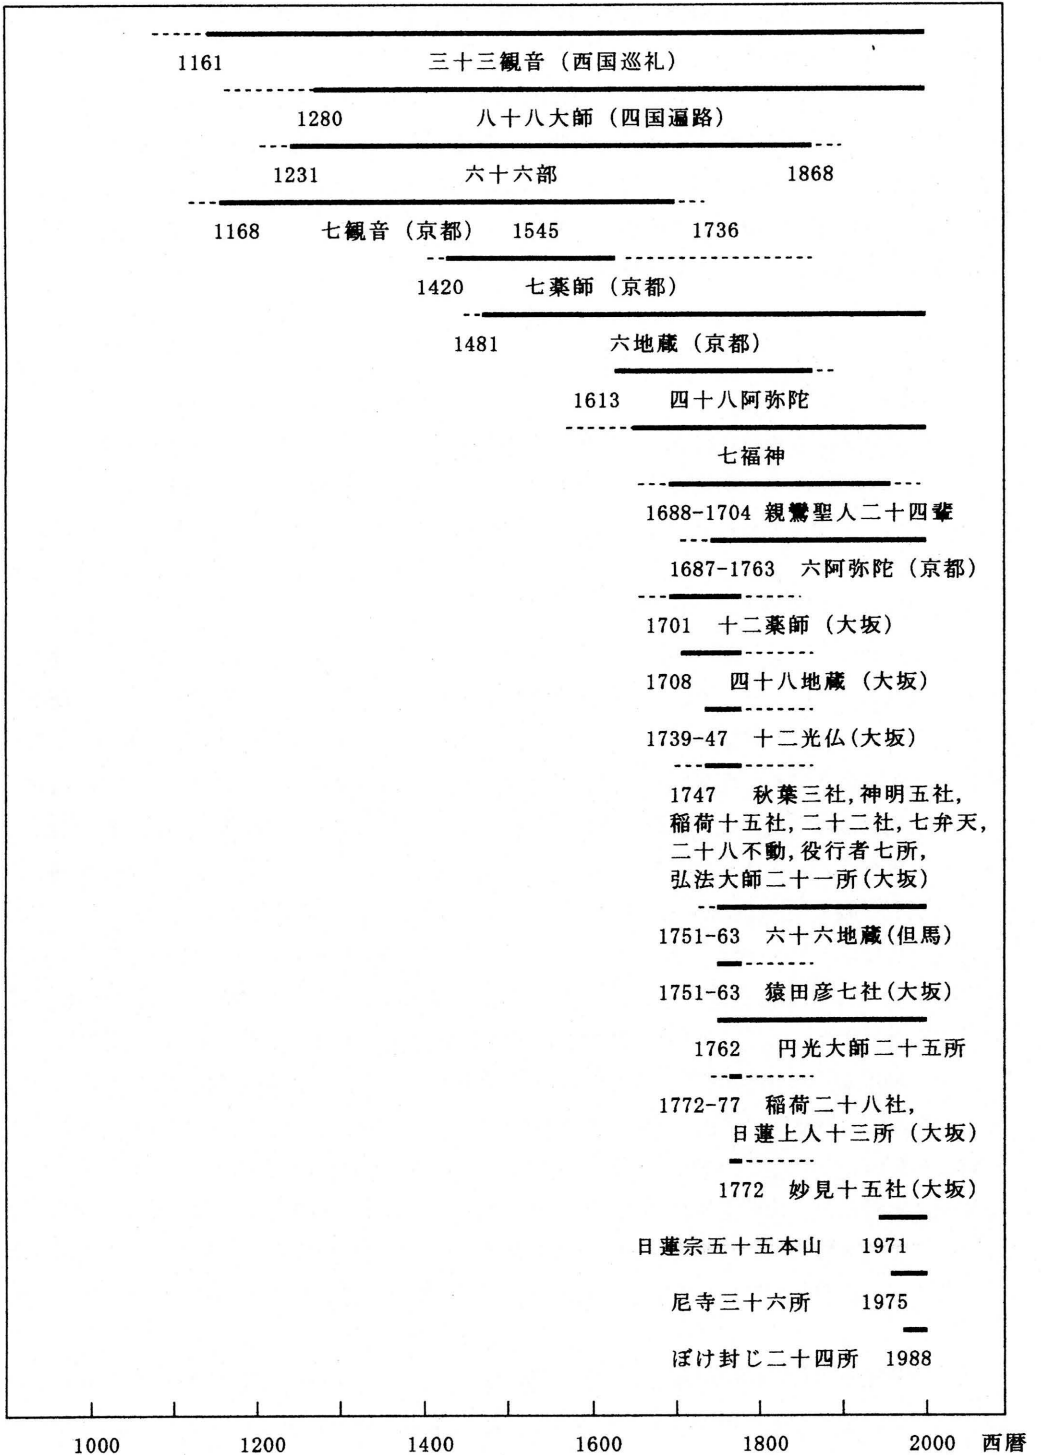 1161 三十三観音（西国巡礼）
1280 八十八大師（四国遍路）
1231 六十六部 1868
1168 七観音（京都） 1545 1736
1420 七薬師（京都）
1481 六地蔵（京都）
1613 四十八阿弥陀
七福神
1688-1704 親鸞聖人二十四輩
1687-1763 六阿弥陀（京都）
1701 十二薬師（大坂）
1708 四十八地蔵（大坂）
1739-47 十二光仏(大坂)
1747 秋葉三社,神明五社,
稲荷十五社,二十二社,七弁天,
二十八不動,役行者七所,
弘法大師二十一所(大坂)
1751-63 六十六地蔵(但馬)
1751-63 猿田彦七社(大坂)
1762 円光大師二十五所
1772-77 稲荷二十八社,
日蓮上人十三所（大坂）
1772 妙見十五社(大坂)
日蓮宗五十五本山 1971
尼寺三十六所 1975
ぼけ封じ二十四所 1988
1000 1200 1400 1600 1800 2000 西暦